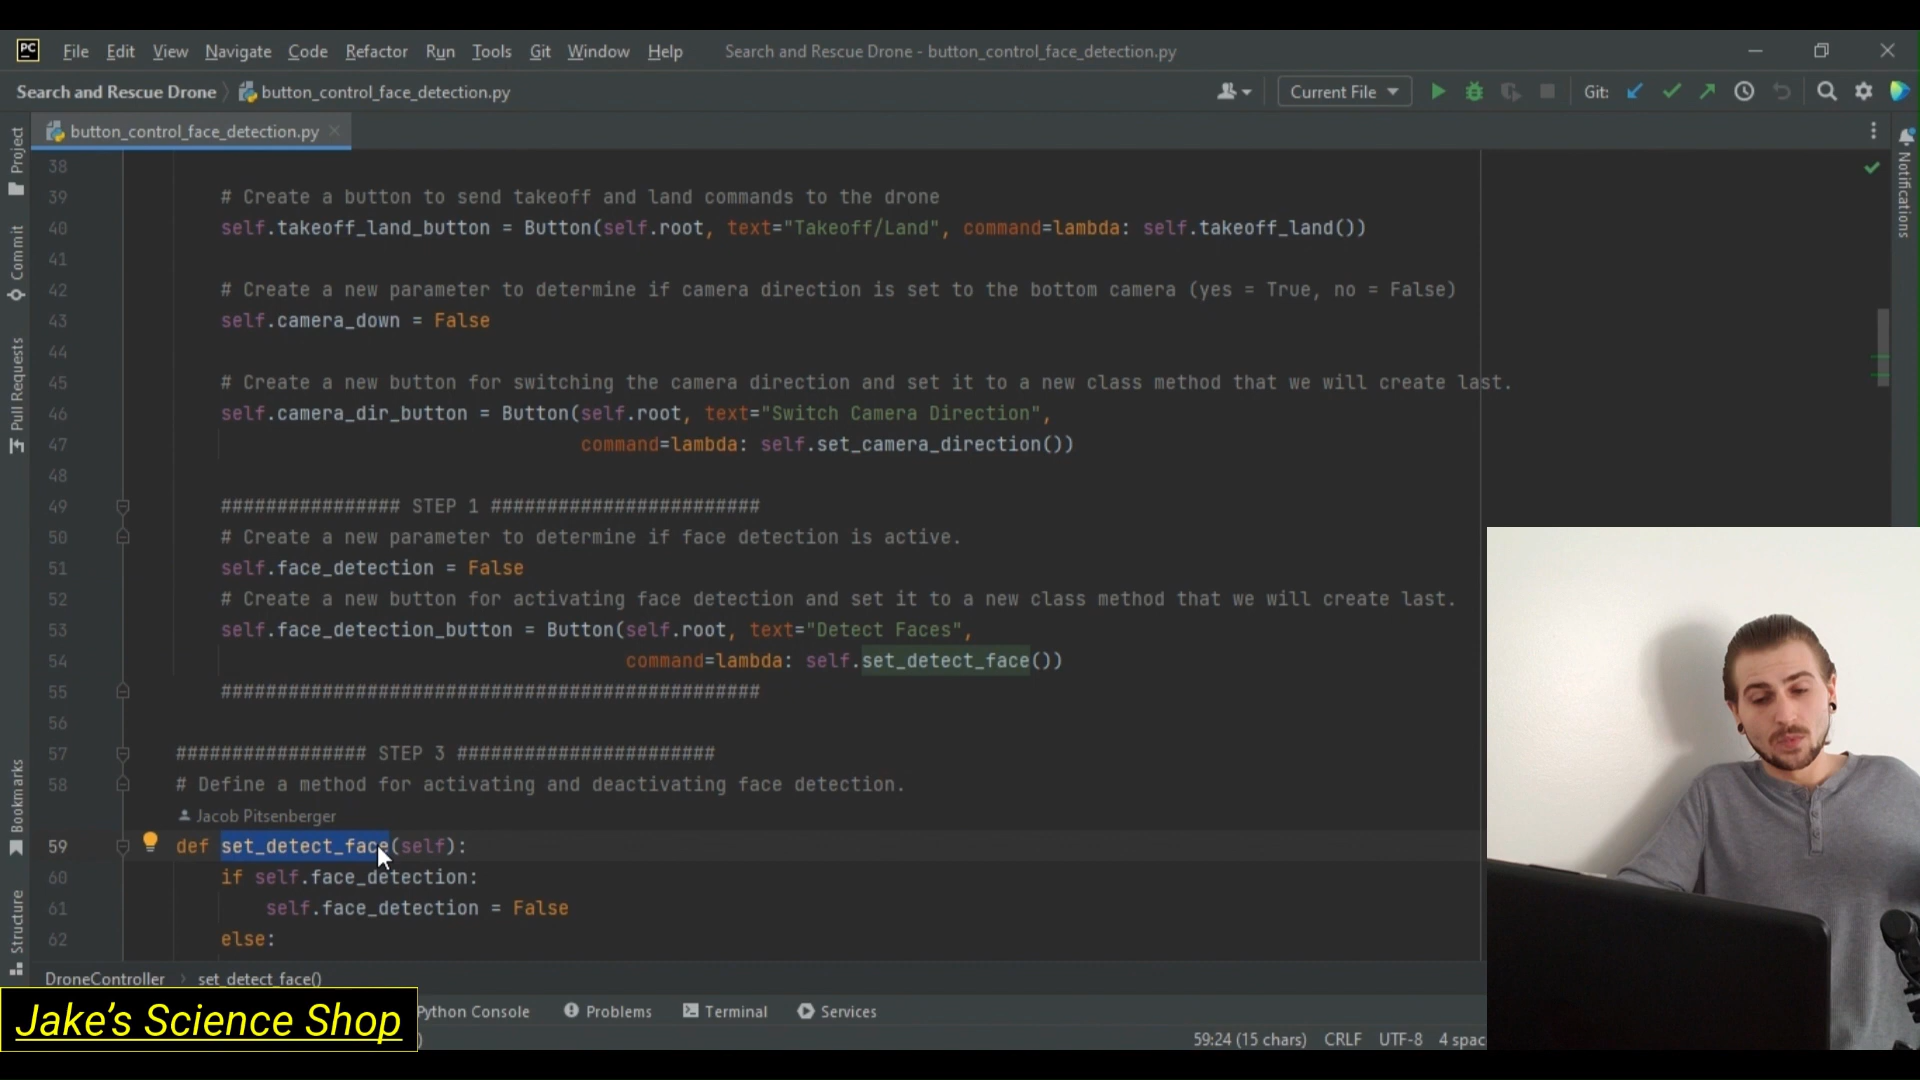 PC File Edit View Navigate Code Refactor Run Tools Git Window Help Search and Rescue Drone - button_control_face_detection.py
Search and Rescue Drone button_control_face_detection.py Current File Git:
button_control_face_detection.py
Project
Commit
Pull Requests
Bookmarks
Structure
Notifications
38
39 # Create a button to send takeoff and land commands to the drone
40 self.takeoff_land_button = Button(self.root, text="Takeoff/Land", command=lambda: self.takeoff_land())
41
42 # Create a new parameter to determine if camera direction is set to the bottom camera (yes = True, no = False)
43 self.camera_down = False
44
45 # Create a new button for switching the camera direction and set it to a new class method that we will create last.
46 self.camera_dir_button = Button(self.root, text="Switch Camera Direction",
47 command=lambda: self.set_camera_direction())
48
49 ################ STEP 1 ########################
50 # Create a new parameter to determine if face detection is active.
51 self.face_detection = False
52 # Create a new button for activating face detection and set it to a new class method that we will create last.
53 self.face_detection_button = Button(self.root, text="Detect Faces",
54 command=lambda: self.set_detect_face())
55 ################################################
56
57 ################# STEP 3 #######################
58 # Define a method for activating and deactivating face detection.
Jacob Pitsenberger
59 def set_detect_face(self):
60 if self.face_detection:
61 self.face_detection = False
62 else:
DroneController set_detect_face()
Jake's Science Shop
Python Console Problems Terminal Services
59:24 (15 chars) CRLF UTF-8 4 spac